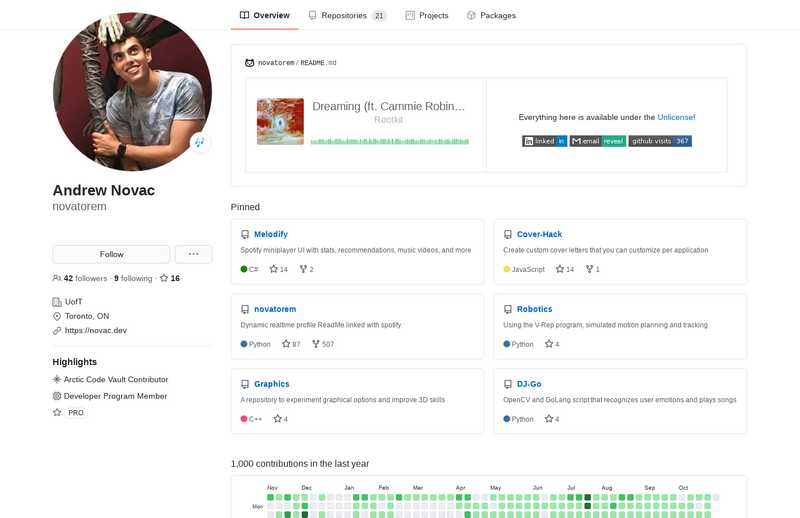 Overview
Repositories 21
Projects
Packages
novatorem / README.md
Dreaming (ft. Cammie Robin...
Rootkit
Everything here is available under the Unlicense!
linked in
email reveal
github visits 367
Andrew Novac
novatorem
Follow
...
42 followers · 9 following · 16
UofT
Toronto, ON
https://novac.dev
Highlights
Arctic Code Vault Contributor
Developer Program Member
PRO
Pinned
Melodify
Spotify miniplayer UI with stats, recommendations, music videos, and more
C# 14 2
Cover-Hack
Create custom cover letters that you can customize per application
JavaScript 14 1
novatorem
Dynamic realtime profile ReadMe linked with spotify
Python 97 507
Robotics
Using the V-Rep program, simulated motion planning and tracking
Python 4
Graphics
A repository to experiment graphical options and improve 3D skills
C++ 4
DJ-Go
OpenCV and GoLang script that recognizes user emotions and plays songs
Python 4
1,000 contributions in the last year
Nov Dec Jan Feb Mar Apr May Jun Jul Aug Sep Oct
Mon